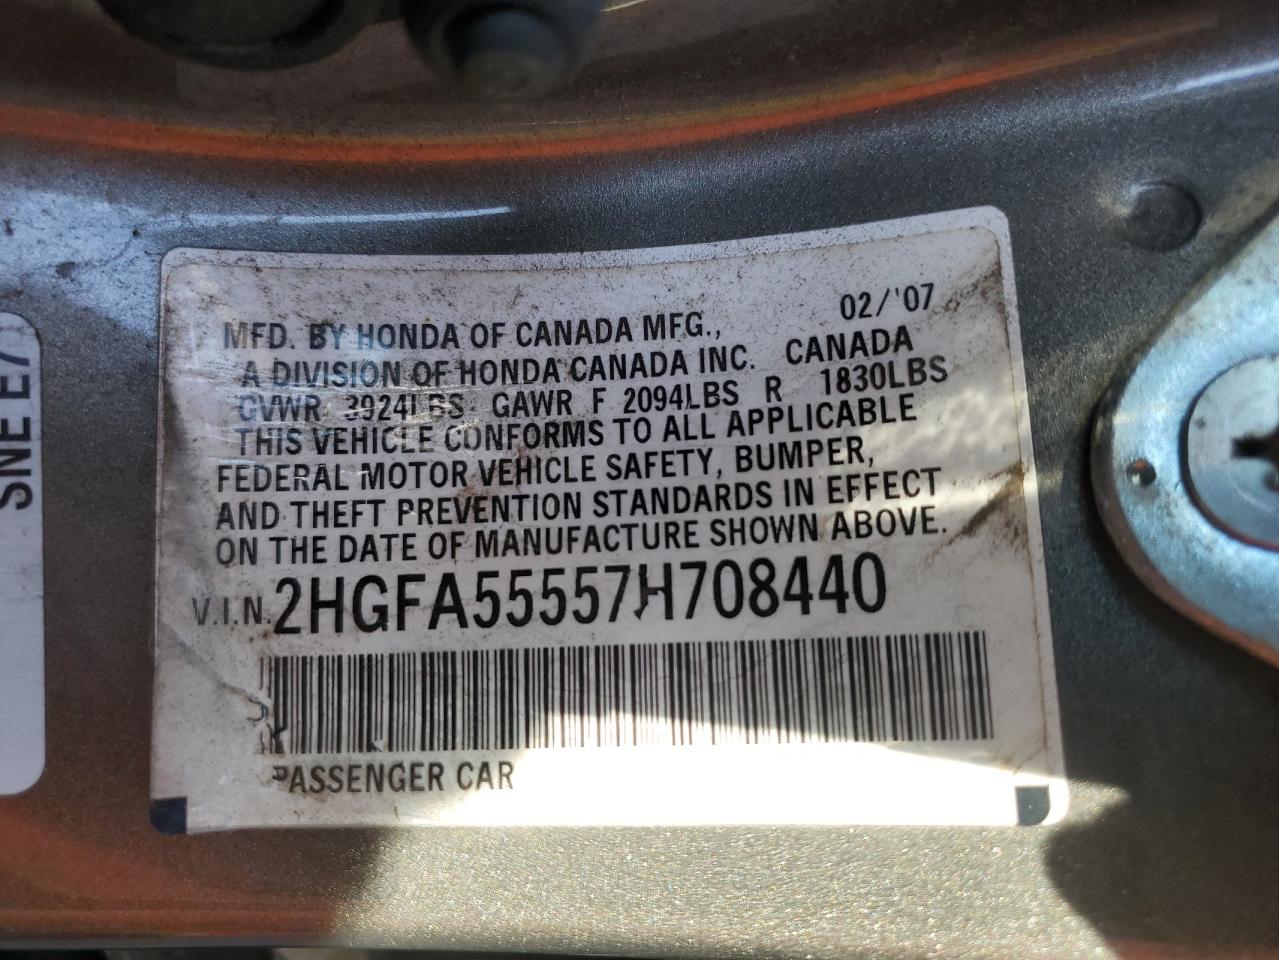 MFD. BY HONDA OF CANADA MFG., 02/'07
A DIVISION OF HONDA CANADA INC. CANADA
GVWR 3924LBS GAWR F 2094LBS R 1830LBS
THIS VEHICLE CONFORMS TO ALL APPLICABLE
FEDERAL MOTOR VEHICLE SAFETY, BUMPER,
AND THEFT PREVENTION STANDARDS IN EFFECT
ON THE DATE OF MANUFACTURE SHOWN ABOVE.
V.I.N. 2HGFA55557H708440
PASSENGER CAR
SNE E7